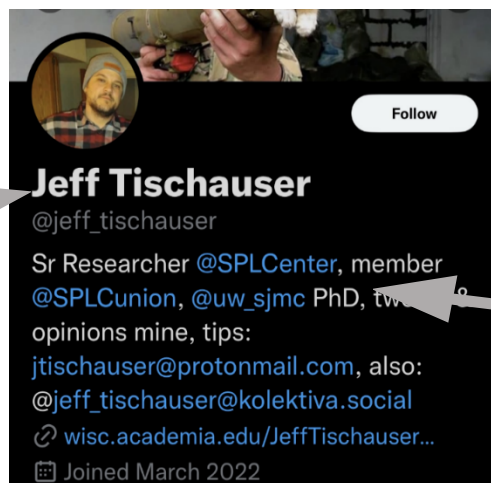 Follow
Jeff Tischauser
@jeff_tischauser
Sr Researcher @SPLCenter, member
@SPLCunion, @uw_sjmc PhD,
opinions mine, tips:
jtischauser@protonmail.com, also:
@jeff_tischauser@kolektiva.social
wisc.academia.edu/JeffTischauser...
Joined March 2022